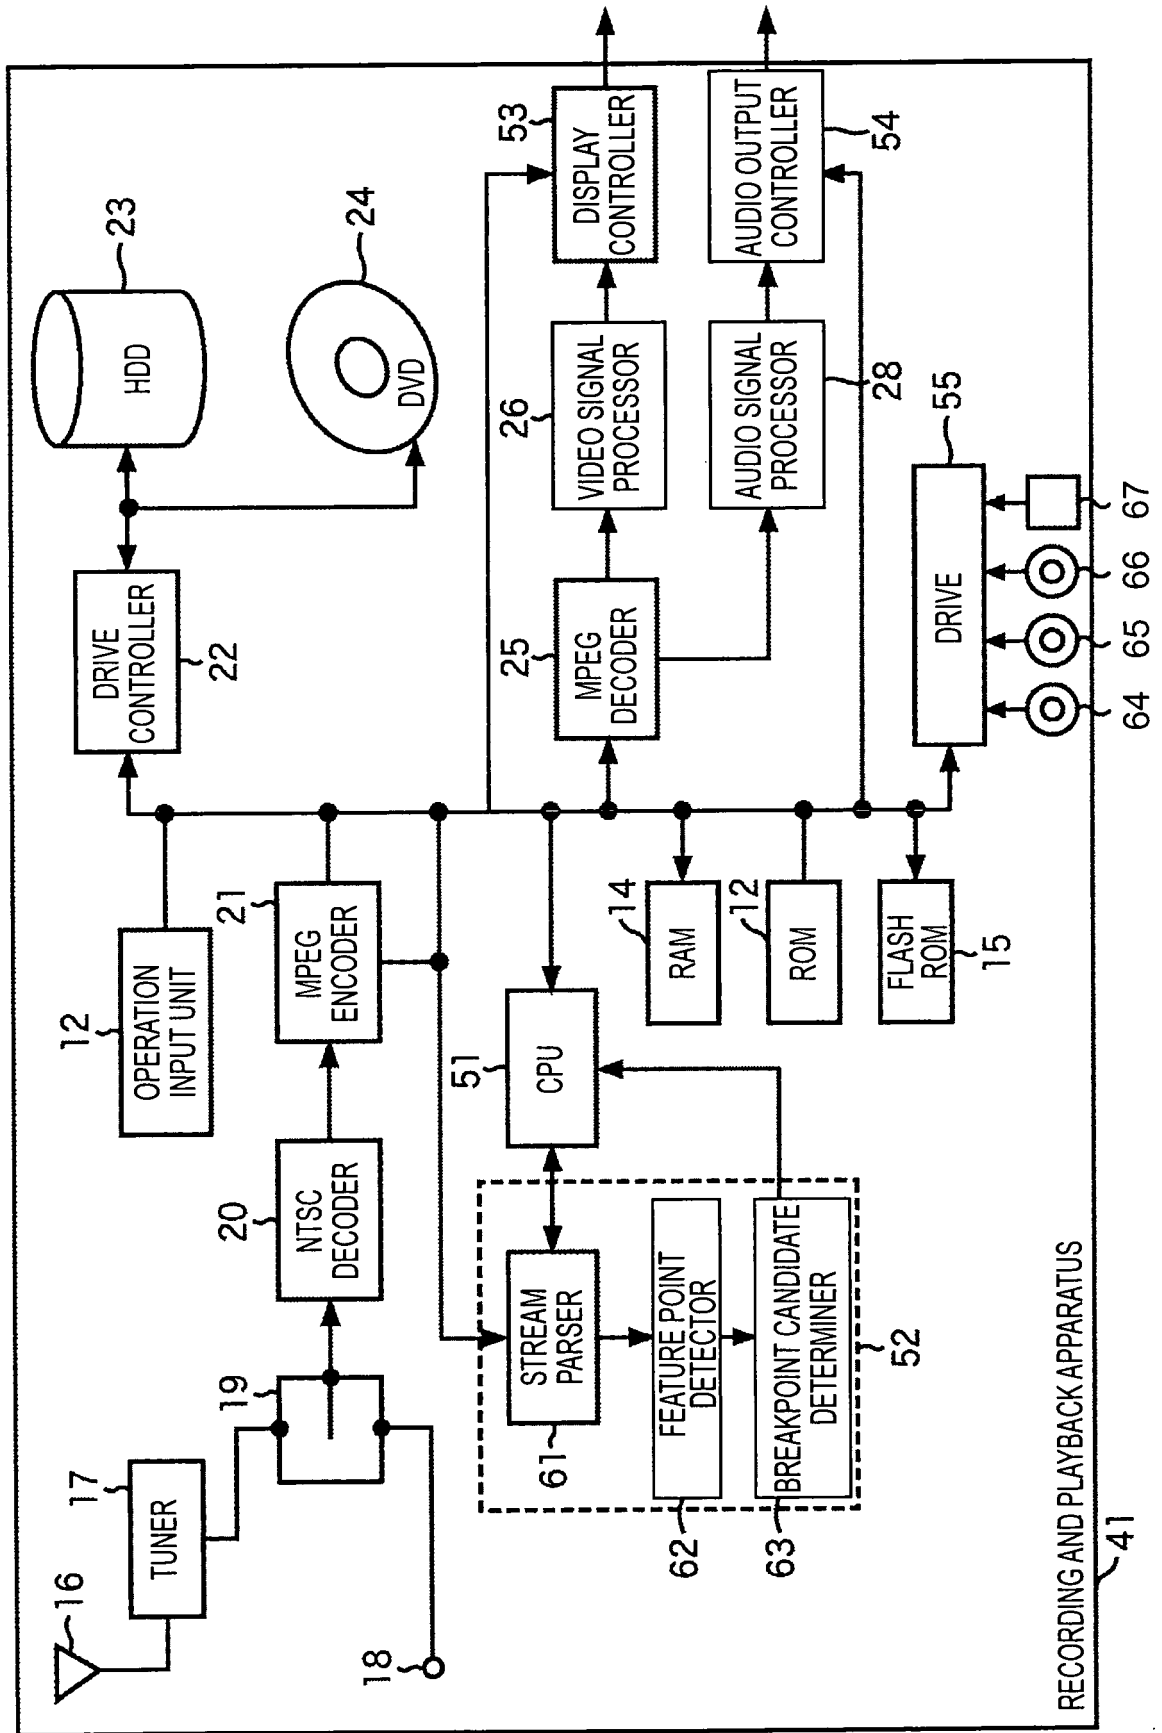 16
17
TUNER
18
19
20
NTSC
DECODER
12
OPERATION
INPUT UNIT
21
MPEG
ENCODER
22
DRIVE
CONTROLLER
23
HDD
24
DVD
61
STREAM
PARSER
62
FEATURE POINT
DETECTOR
63
BREAKPOINT CANDIDATE
DETERMINER
52
51
CPU
14
RAM
12
ROM
FLASH
ROM
15
25
MPEG
DECODER
26
VIDEO SIGNAL
PROCESSOR
53
DISPLAY
CONTROLLER
AUDIO SIGNAL
PROCESSOR
28
AUDIO OUTPUT
CONTROLLER
54
55
DRIVE
64
65
66
67
RECORDING AND PLAYBACK APPARATUS
41